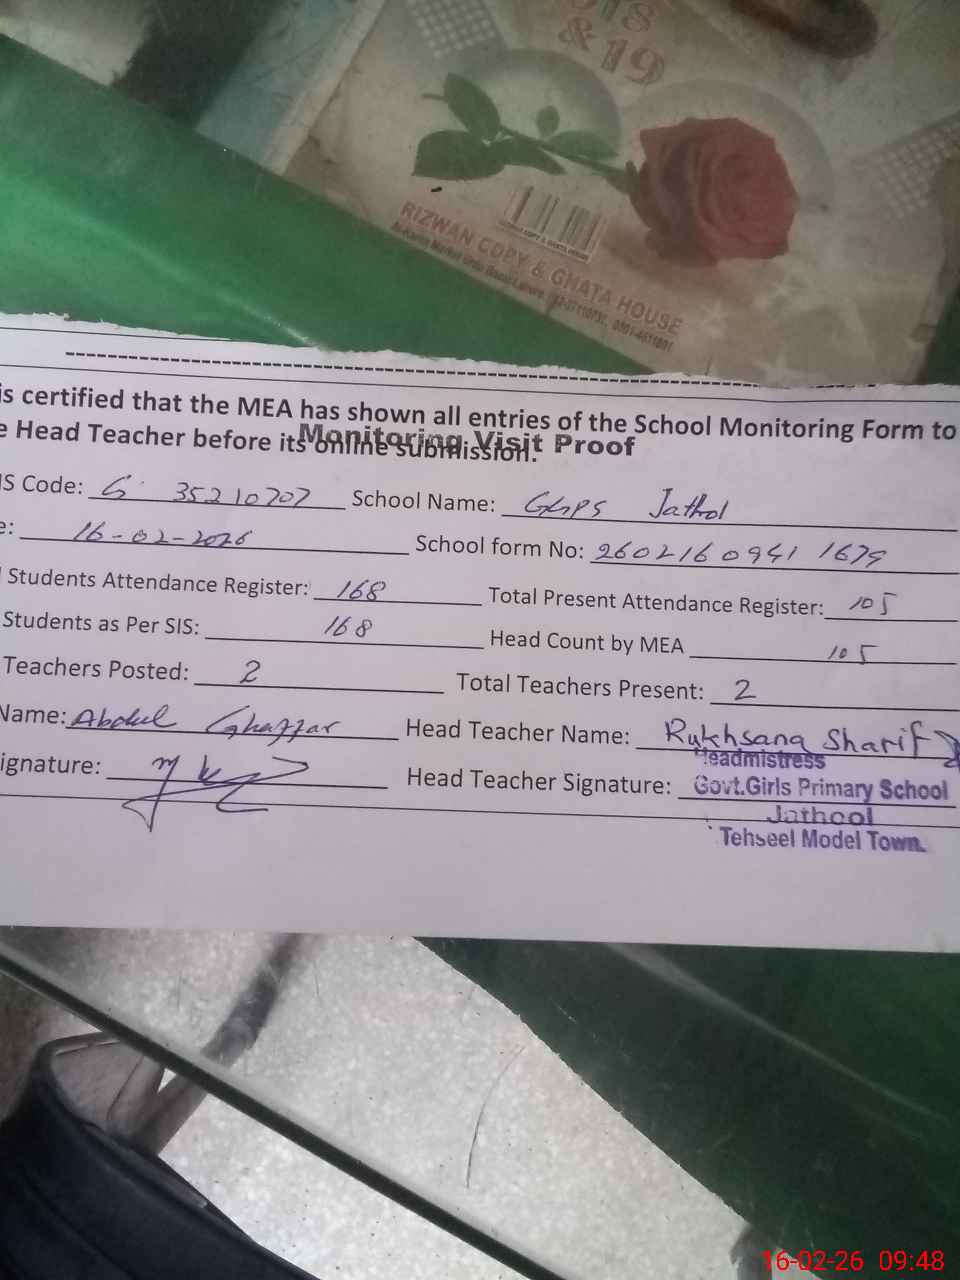 18
& 19
RIZWAN COPY & GHATA HOUSE
is certified that the MEA has shown all entries of the School Monitoring Form to
e Head Teacher before its online submission.
Monitoring Visit Proof
IS Code: G 35210707 School Name: GGPS Jathol
e: 16-02-2026 School form No: 2602160941 1679
Students Attendance Register: 168 Total Present Attendance Register: 105
Students as Per SIS: 168 Head Count by MEA 105
Teachers Posted: 2 Total Teachers Present: 2
Name: Abdul Ghaffar Head Teacher Name: Rukhsana Sharif
ignature: Head Teacher Signature:
Headmistress
Govt.Girls Primary School
Jathool
Tehseel Model Town.
16-02-26 09:48